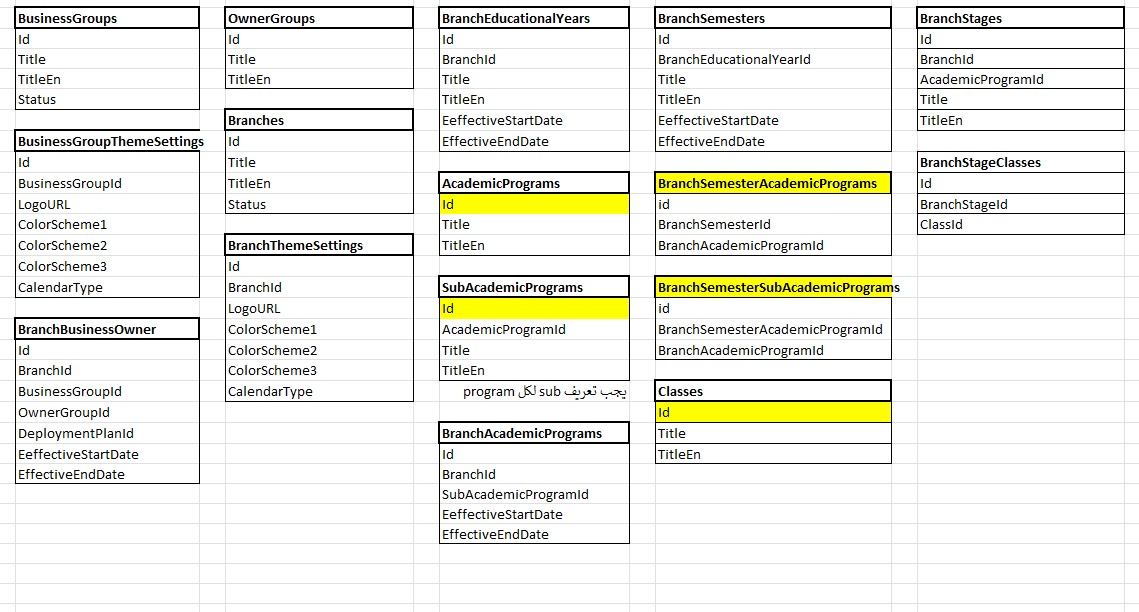 BusinessGroups
Id
Title
TitleEn
Status
BusinessGroupThemeSettings
Id
BusinessGroupId
LogoURL
ColorScheme1
ColorScheme2
ColorScheme3
CalendarType
BranchBusinessOwner
Id
BranchId
BusinessGroupId
OwnerGroupId
DeploymentPlanId
EeffectiveStartDate
EffectiveEndDate
OwnerGroups
Id
Title
TitleEn
Branches
Id
Title
TitleEn
Status
BranchThemeSettings
Id
BranchId
LogoURL
ColorScheme1
ColorScheme2
ColorScheme3
CalendarType
BranchEducationalYears
Id
BranchId
Title
TitleEn
EeffectiveStartDate
EffectiveEndDate
AcademicPrograms
Id
Title
TitleEn
SubAcademicPrograms
Id
AcademicProgramId
Title
TitleEn
يجب تعريف sub لكل program
BranchAcademicPrograms
Id
BranchId
SubAcademicProgramId
EeffectiveStartDate
EffectiveEndDate
BranchSemesters
Id
BranchEducationalYearId
Title
TitleEn
EeffectiveStartDate
EffectiveEndDate
BranchSemesterAcademicPrograms
id
BranchSemesterId
BranchAcademicProgramId
BranchSemesterSubAcademicPrograms
id
BranchSemesterAcademicProgramId
BranchAcademicProgramId
Classes
Id
Title
TitleEn
BranchStages
Id
BranchId
AcademicProgramId
Title
TitleEn
BranchStageClasses
Id
BranchStageId
ClassId